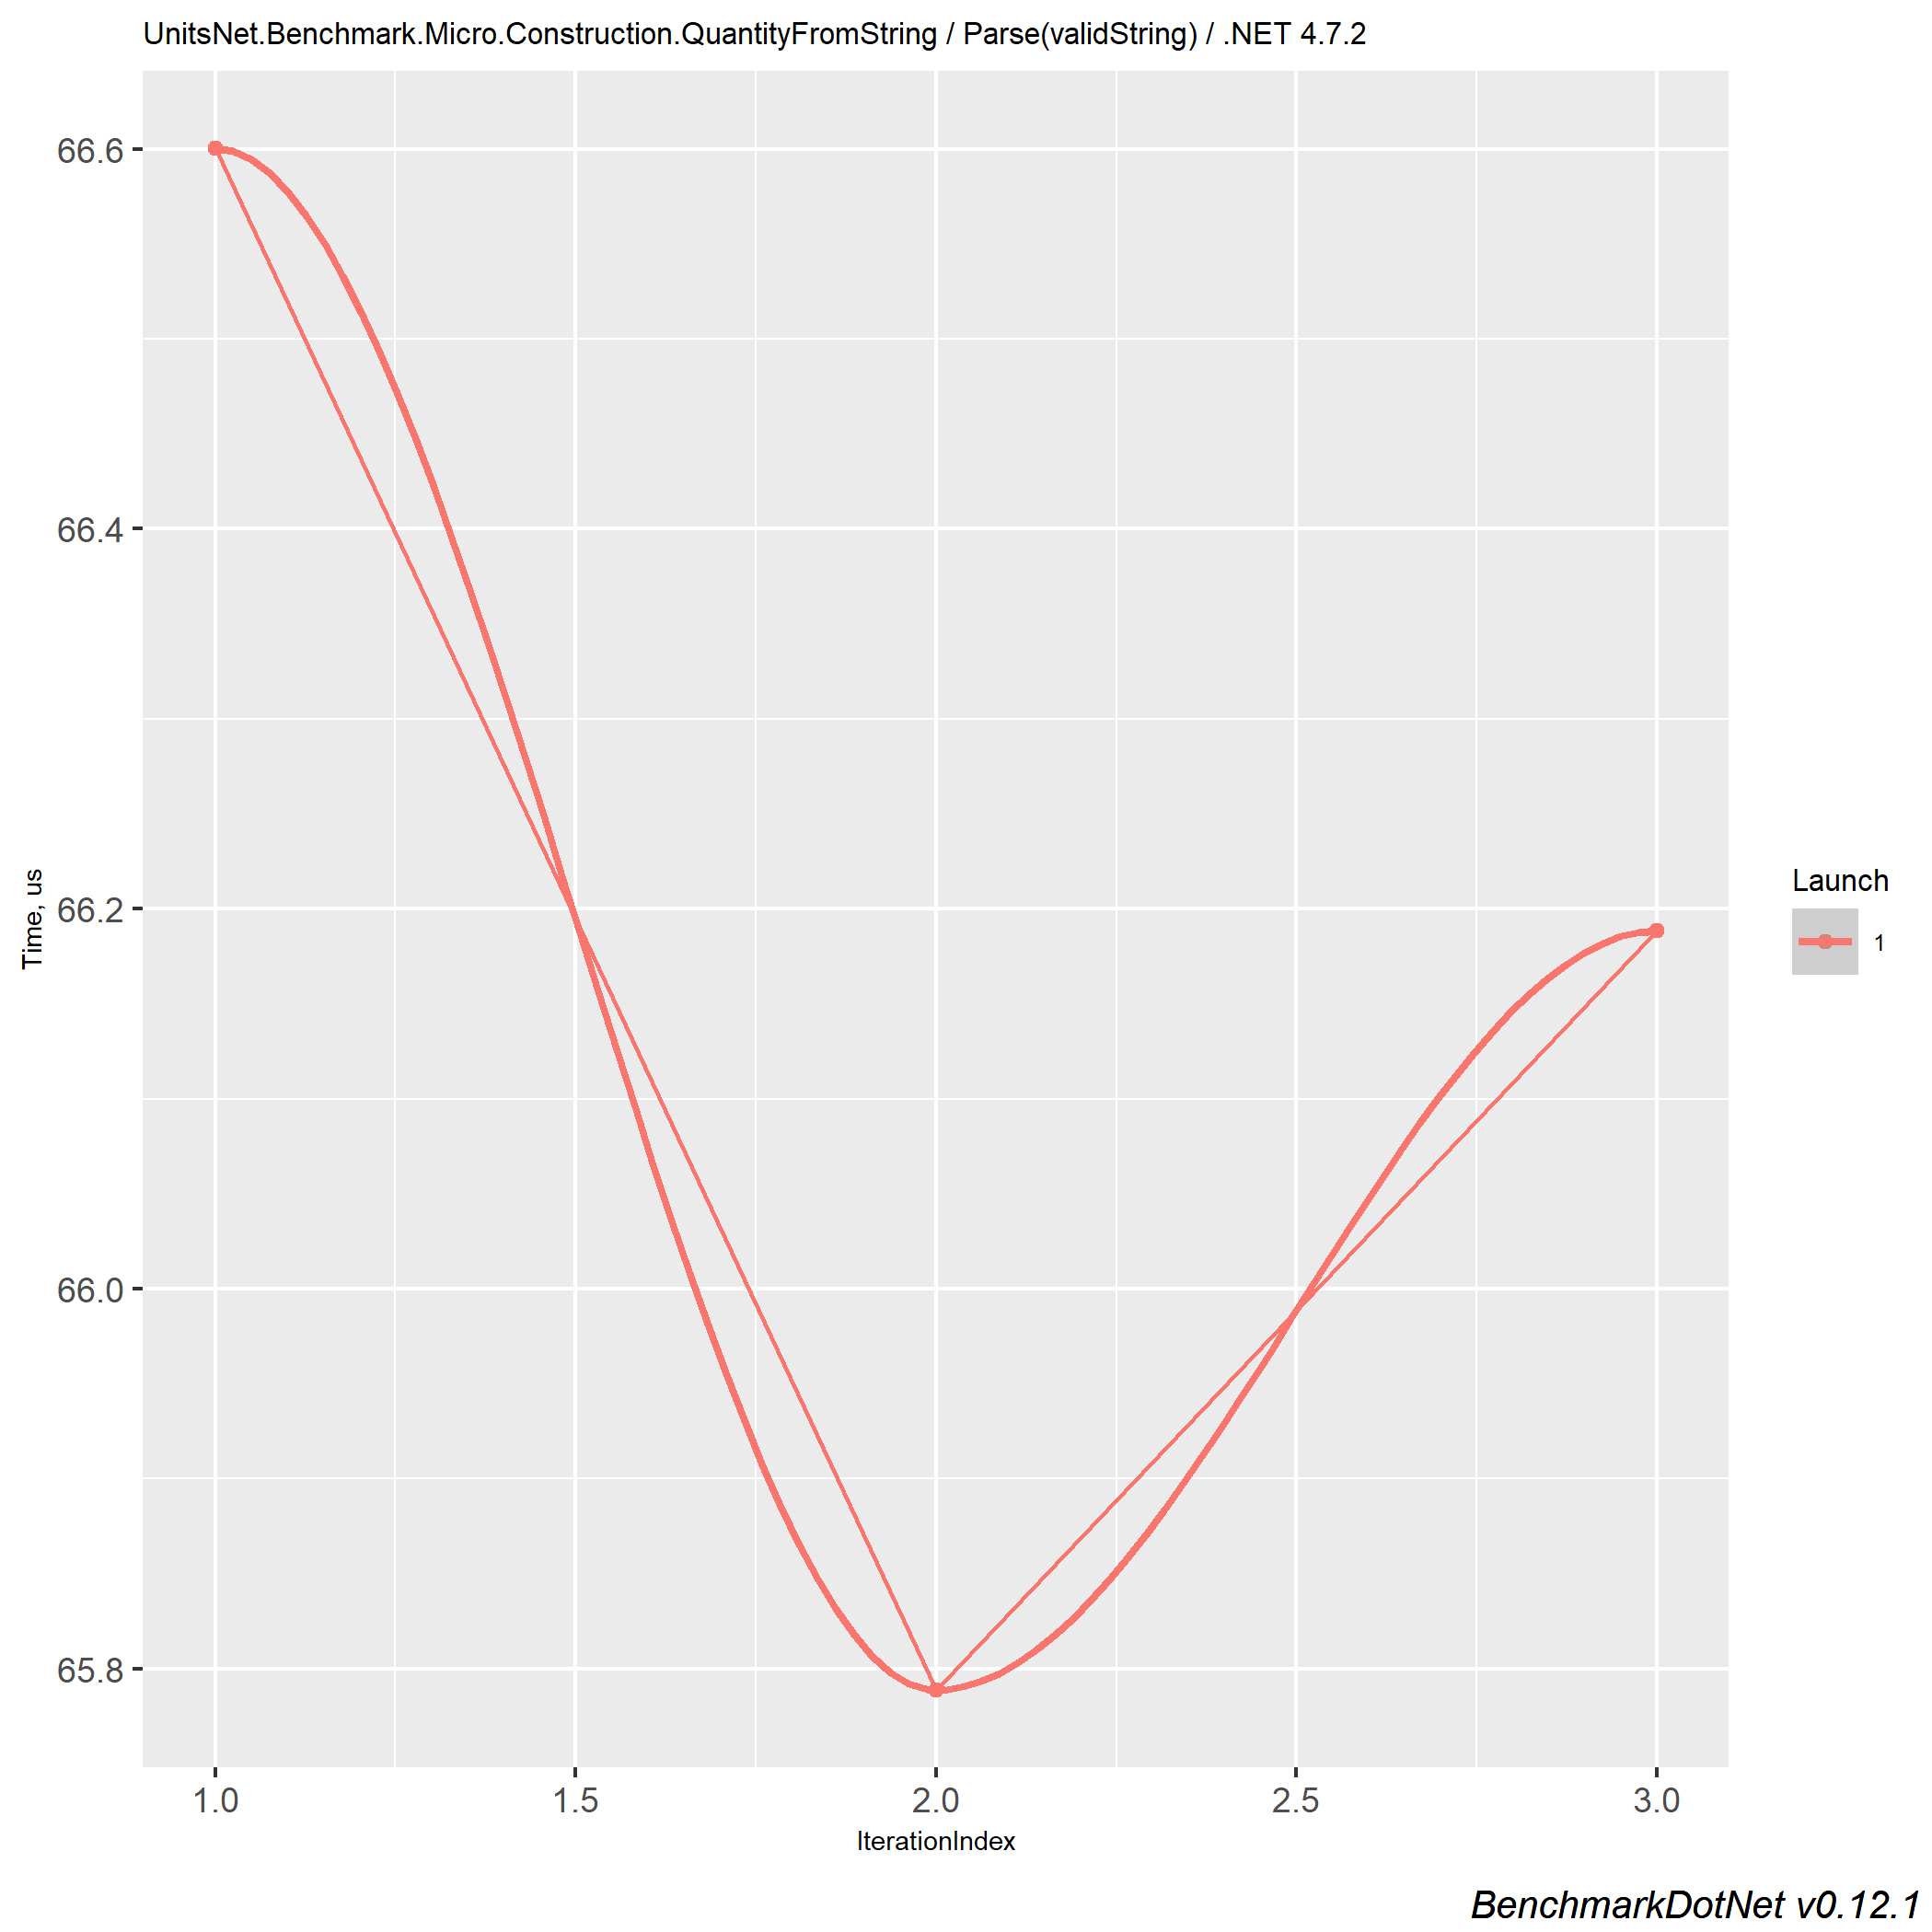 UnitsNet.Benchmark.Micro.Construction.QuantityFromString / Parse(validString) / .NET 4.7.2
66.6
66.4
66.2
66.0
65.8
Time, us
1.0 1.5 2.0 2.5 3.0
IterationIndex
Launch
1
BenchmarkDotNet v0.12.1